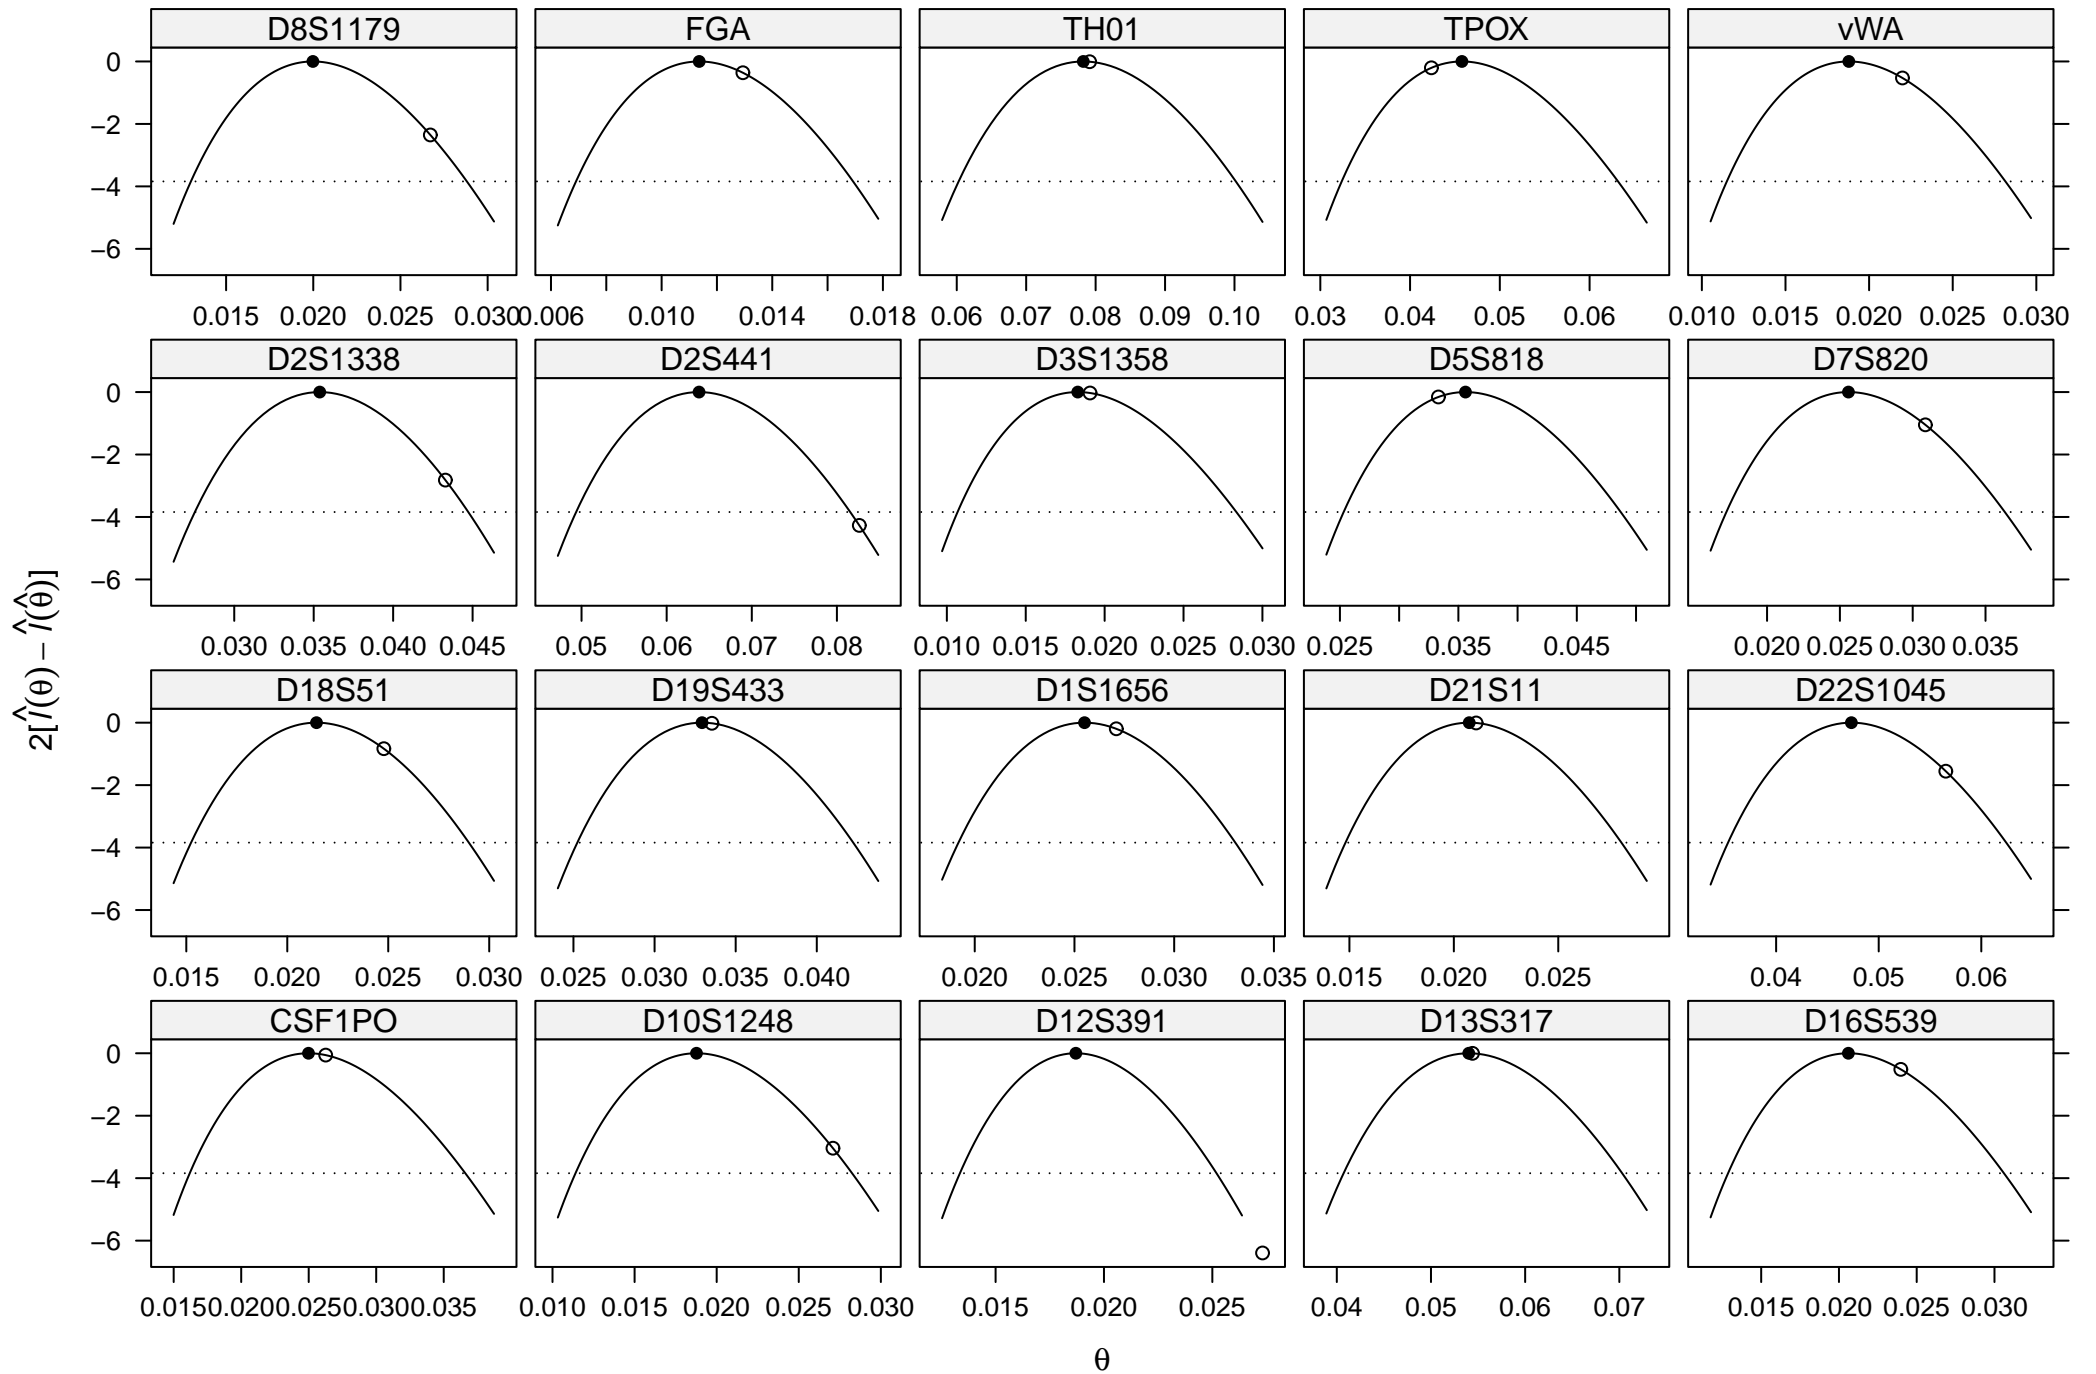 D8S1179 FGA TH01 TPOX vWA
0
−2
−4
−6
0.015 0.020 0.025 0.030 0.006 0.010 0.014 0.018 0.06 0.07 0.08 0.09 0.10 0.03 0.04 0.05 0.06 0.010 0.015 0.020 0.025 0.030
D2S1338 D2S441 D3S1358 D5S818 D7S820
0
−2
−4
−6
0.030 0.035 0.040 0.045 0.05 0.06 0.07 0.08 0.010 0.015 0.020 0.025 0.030 0.025 0.035 0.045 0.020 0.025 0.030 0.035
2[l̂(θ) − l̂(θ̂)]
D18S51 D19S433 D1S1656 D21S11 D22S1045
0
−2
−4
−6
0.015 0.020 0.025 0.030 0.025 0.030 0.035 0.040 0.020 0.025 0.030 0.035 0.015 0.020 0.025 0.04 0.05 0.06
CSF1PO D10S1248 D12S391 D13S317 D16S539
0
−2
−4
−6
0.015 0.020 0.025 0.030 0.035 0.010 0.015 0.020 0.025 0.030 0.015 0.020 0.025 0.04 0.05 0.06 0.07 0.015 0.020 0.025 0.030
θ